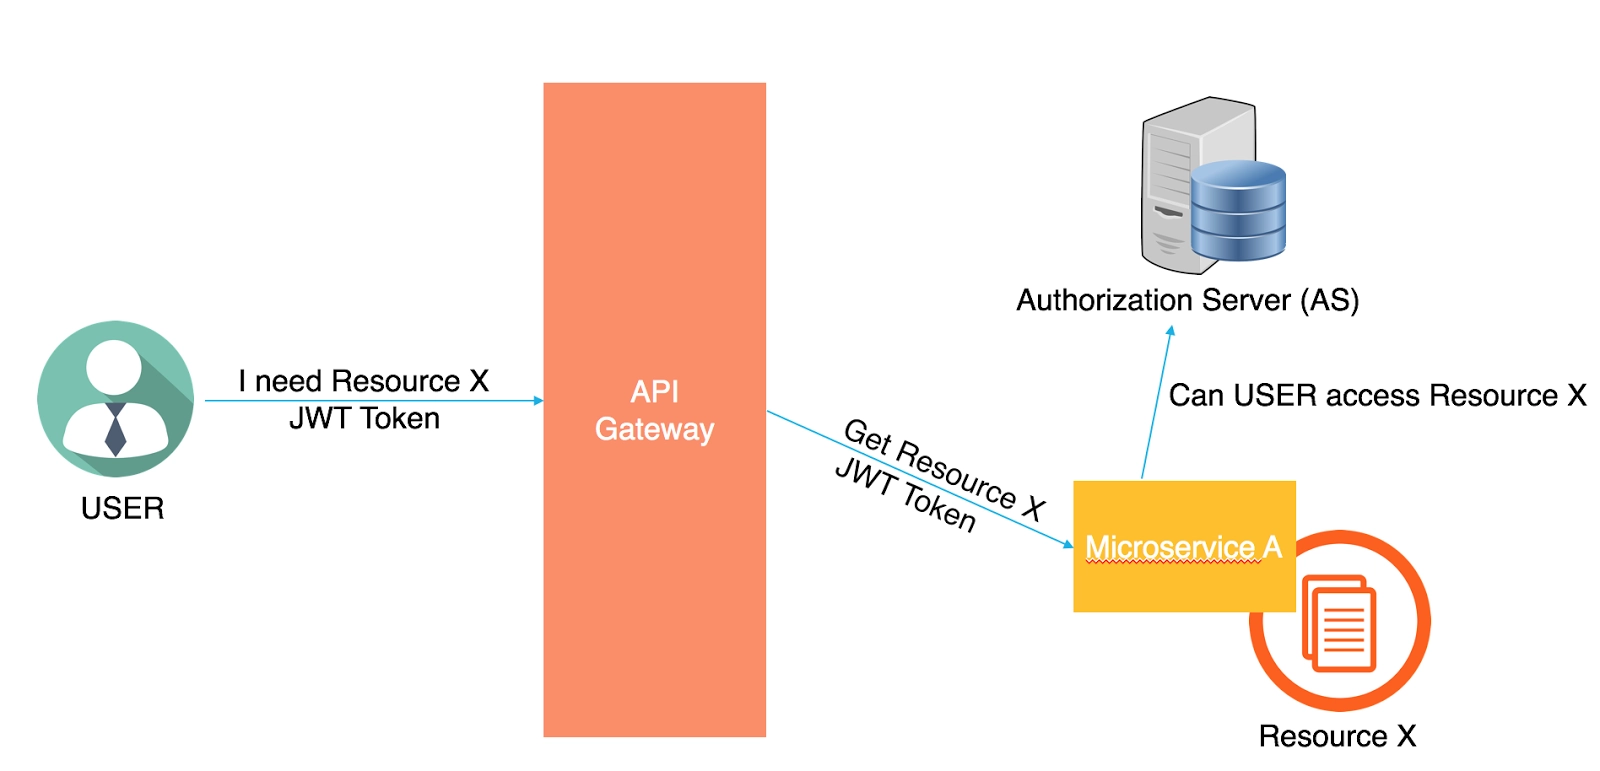 Authorization Server (AS)
I need Resource X
JWT Token
API
Gateway
Can USER access Resource X
Get Resource X
JWT Token
USER
Microservice A
Resource X